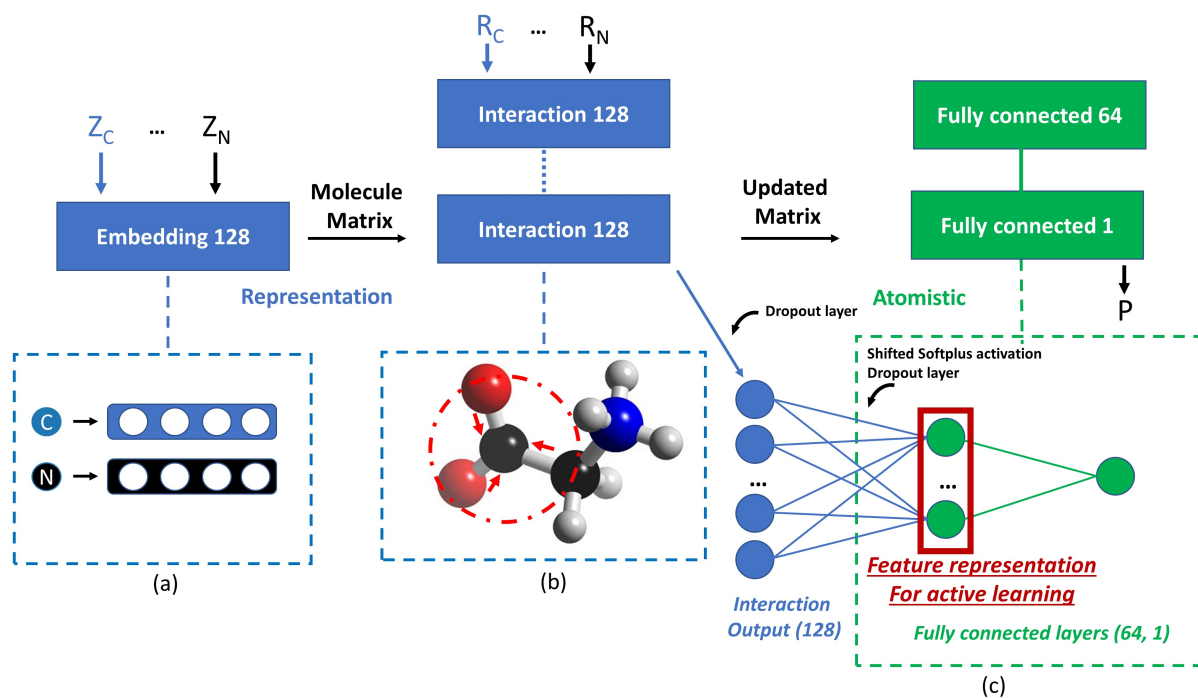 R_C ... R_N
Interaction 128
Fully connected 64
Z_C ... Z_N
Molecule
Matrix
Updated
Matrix
Embedding 128
Interaction 128
Fully connected 1
Representation
Atomistic
P
Dropout layer
Shifted Softplus activation
Dropout layer
C
N
...
...
Feature representation
For active learning
(a)
(b)
Interaction
Output (128)
Fully connected layers (64, 1)
(c)